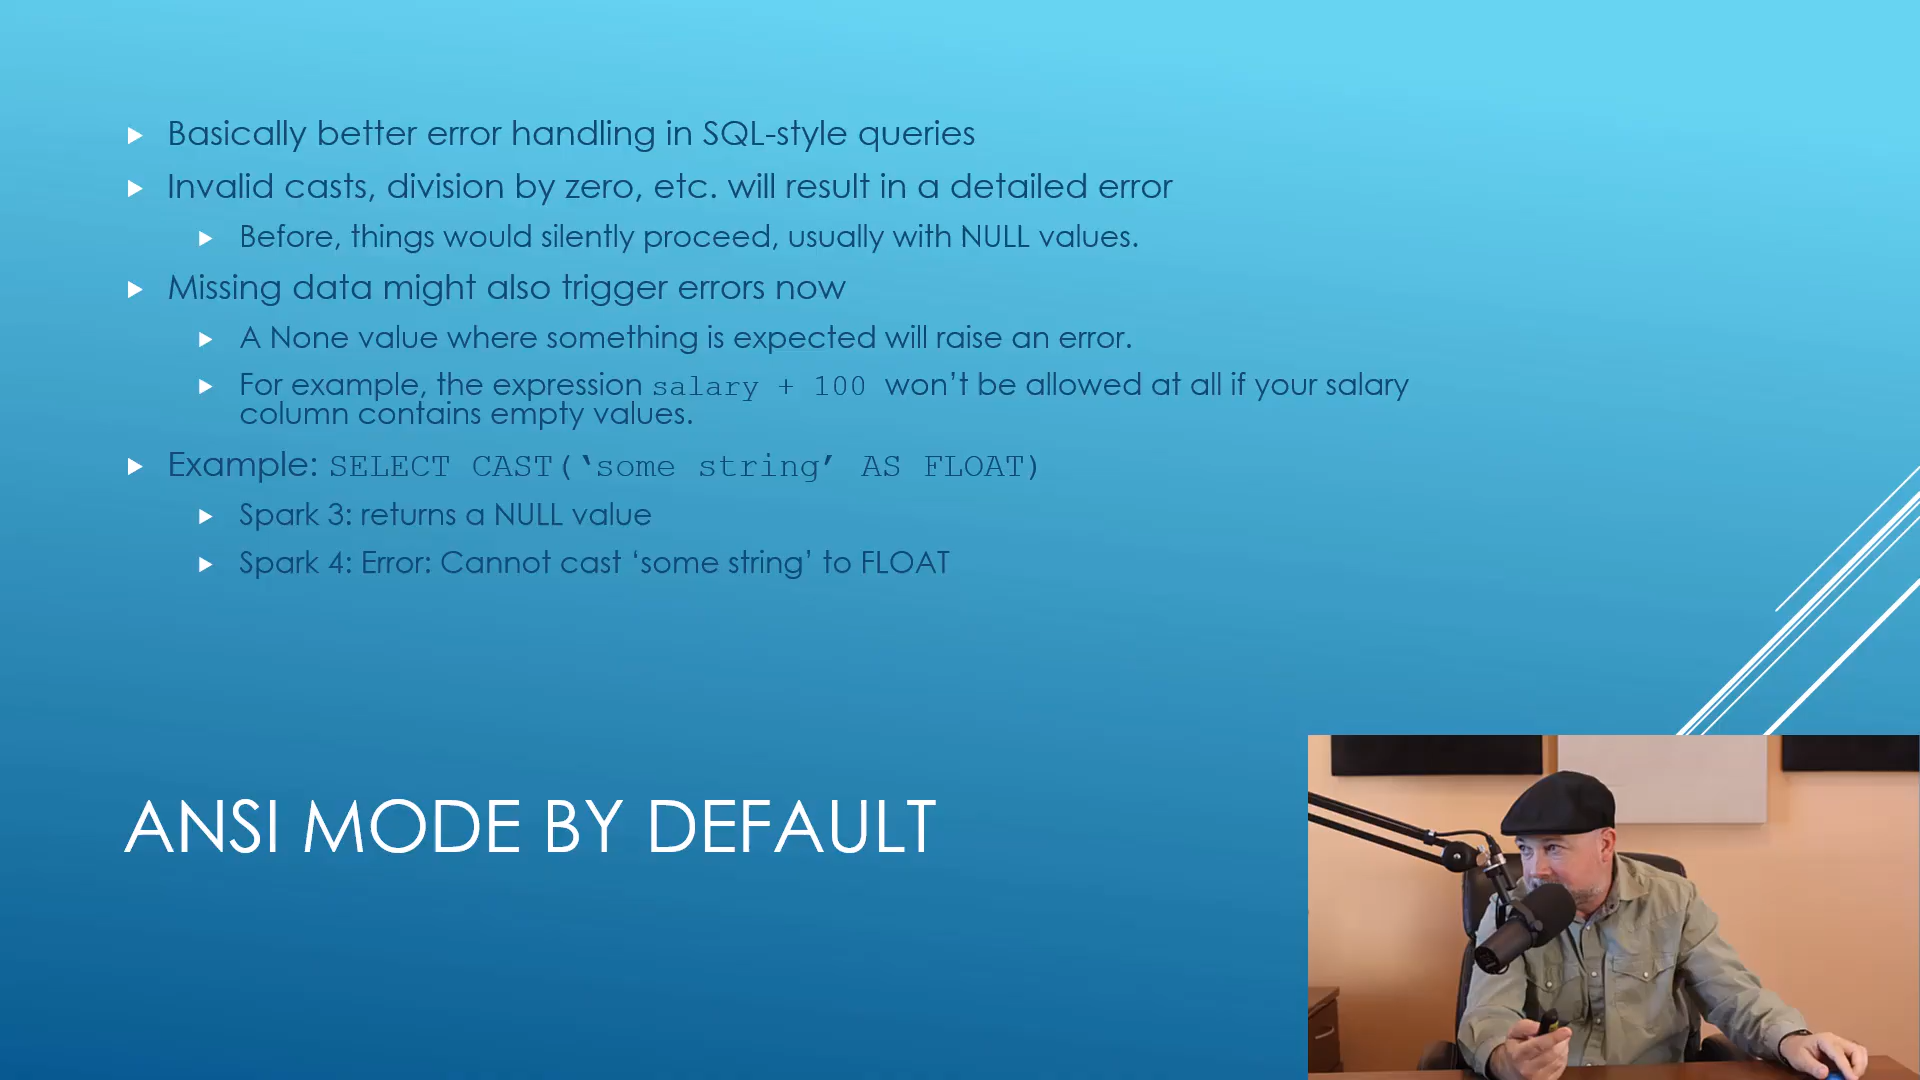 Basically better error handling in SQL-style queries
Invalid casts, division by zero, etc. will result in a detailed error
Before, things would silently proceed, usually with NULL values.
Missing data might also trigger errors now
A None value where something is expected will raise an error.
For example, the expression salary + 100 won’t be allowed at all if your salary
column contains empty values.
Example: SELECT CAST(‘some string’ AS FLOAT)
Spark 3: returns a NULL value
Spark 4: Error: Cannot cast ‘some string’ to FLOAT
ANSI MODE BY DEFAULT